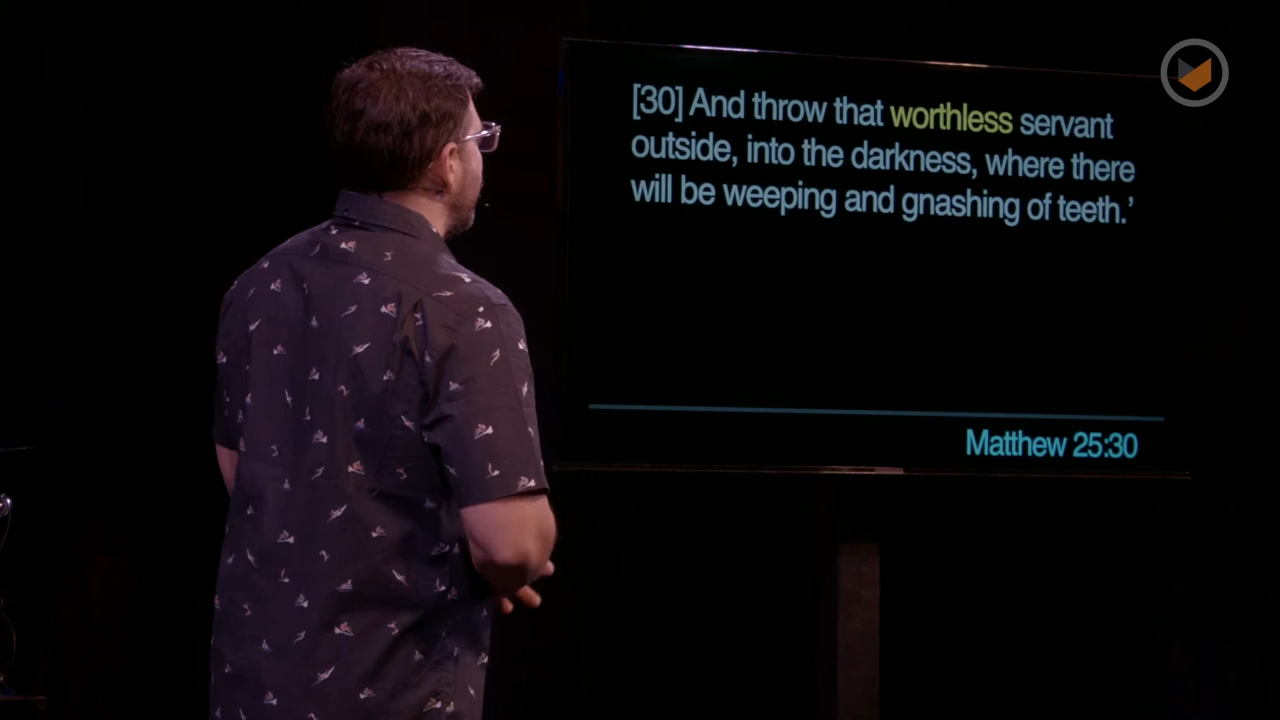 [30] And throw that worthless servant
outside, into the darkness, where there
will be weeping and gnashing of teeth.’
Matthew 25:30